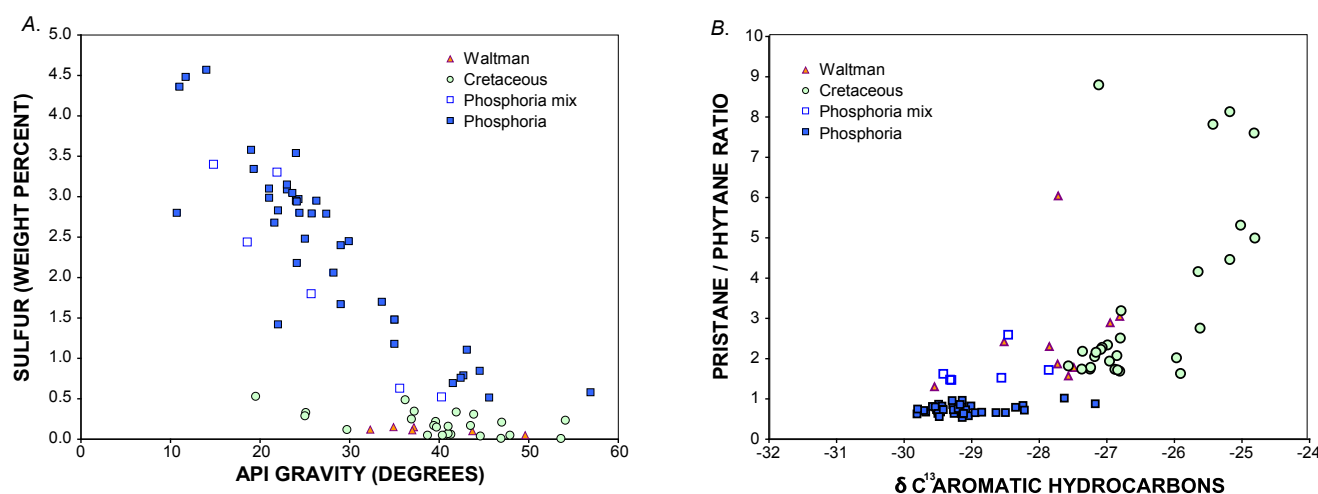 A.
SULFUR (WEIGHT PERCENT)
5.0
4.5
4.0
3.5
3.0
2.5
2.0
1.5
1.0
0.5
0.0
0
10
20
30
40
50
60
API GRAVITY (DEGREES)
Waltman
Cretaceous
Phosphoria mix
Phosphoria
B.
PRISTANE / PHYTANE RATIO
10
9
8
7
6
5
4
3
2
1
0
-32
-31
-30
-29
-28
-27
-26
-25
-24
δ C¹³AROMATIC HYDROCARBONS
Waltman
Cretaceous
Phosphoria mix
Phosphoria